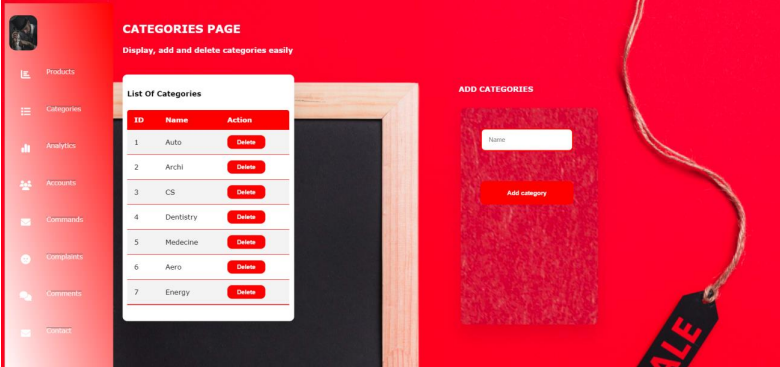 CATEGORIES PAGE
Display, add and delete categories easily
Products
Categories
Analytics
Accounts
Commands
Complaints
Comments
Contact
List Of Categories
ID Name Action
1 Auto Delete
2 Archi Delete
3 CS Delete
4 Dentistry Delete
5 Medecine Delete
6 Aero Delete
7 Energy Delete
ADD CATEGORIES
Name
Add category
ALE